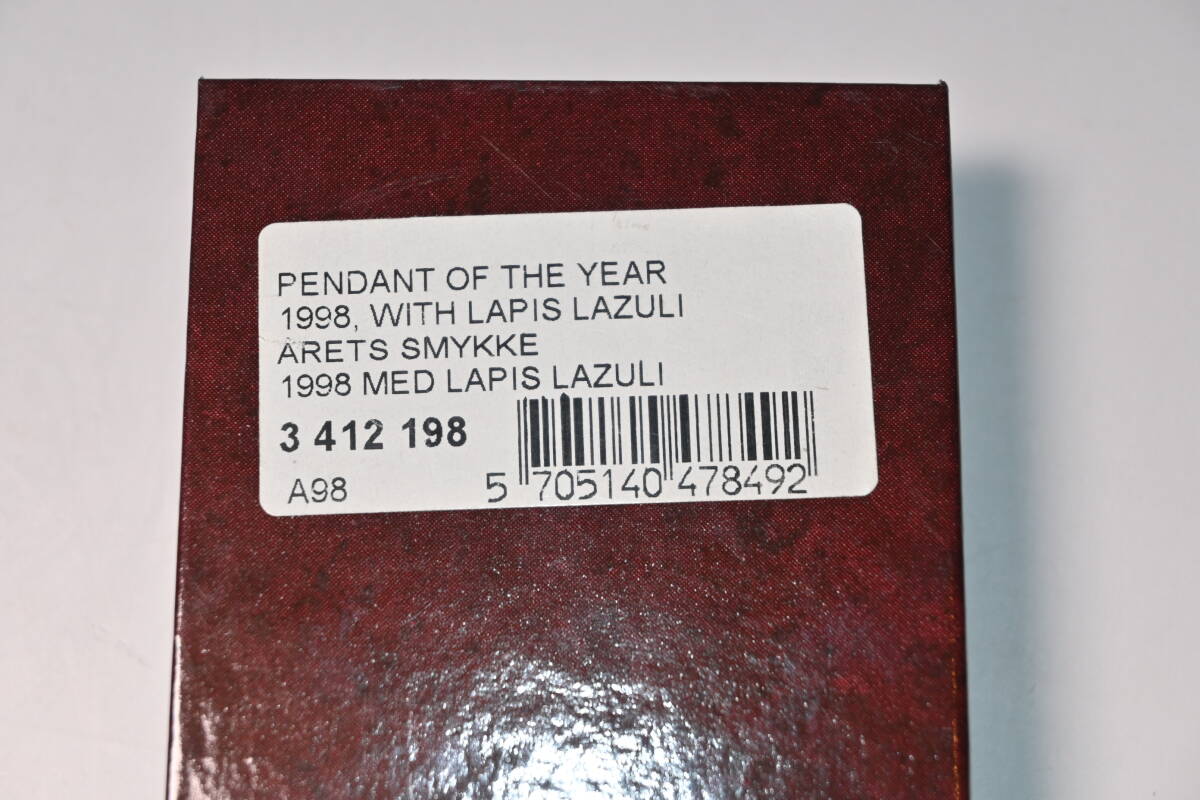 PENDANT OF THE YEAR
1998, WITH LAPIS LAZULI
ÅRETS SMYKKE
1998 MED LAPIS LAZULI
3 412 198
A98
5 705140 478492